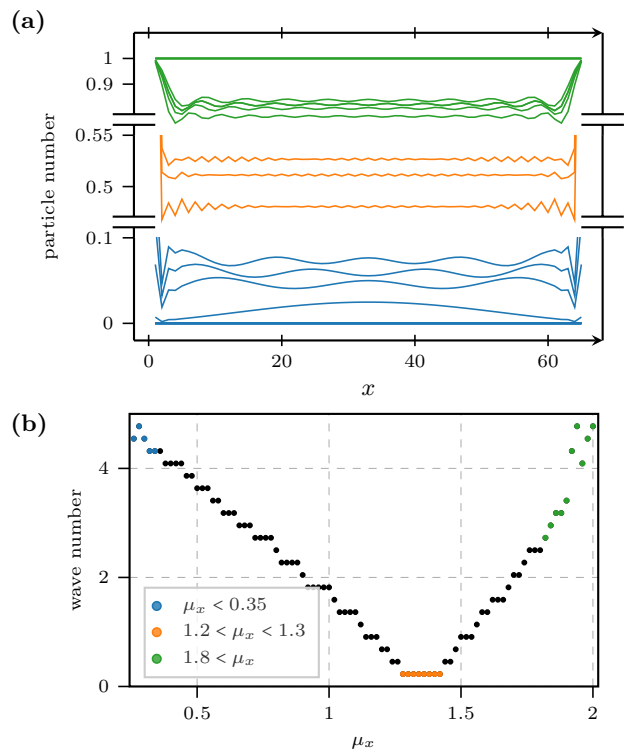 (a)
particle number
1
0.9
0.55
0.5
0.1
0
0 20 40 60
x
(b)
wave number
4
2
0
μx < 0.35
1.2 < μx < 1.3
1.8 < μx
0.5 1 1.5 2
μx